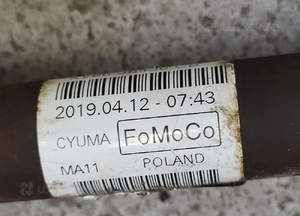 2019.04.12 - 07:43
CYUMA FoMoCo
MA11 POLAND